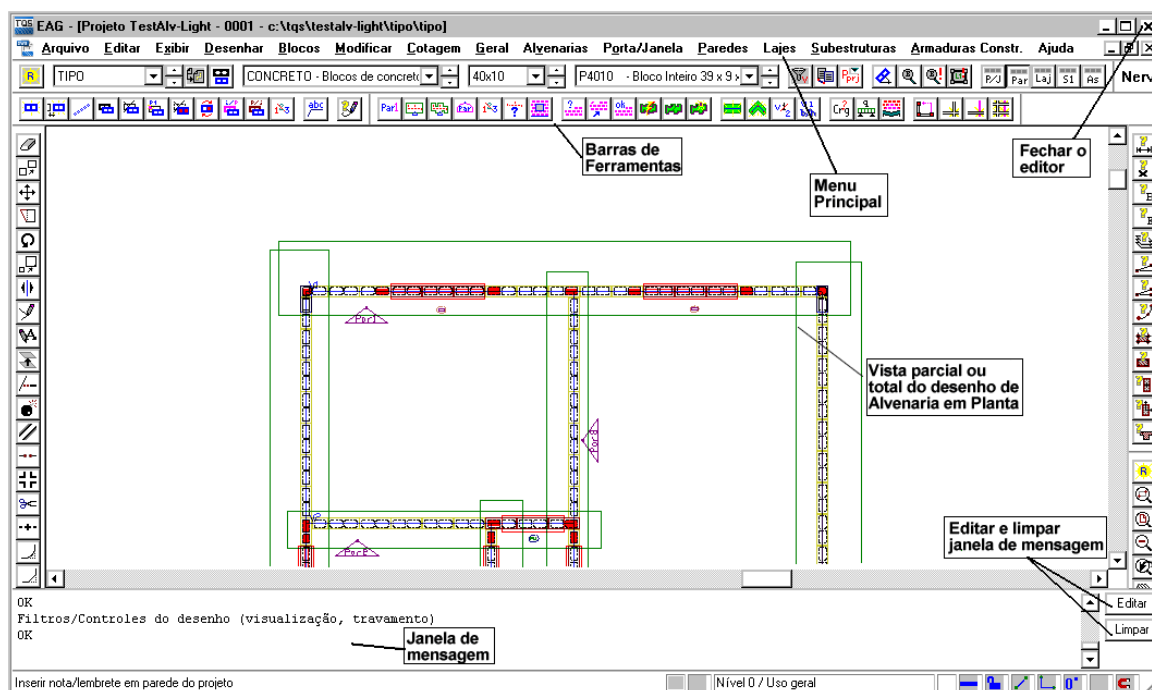 EAG - [Projeto TestAlv-Light - 0001 - c:\tqs\testalv-light\tipo\tipo]
Arquivo Editar Exibir Desenhar Blocos Modificar Cotagem Geral Alvenarias Porta/Janela Paredes Lajes Subestruturas Armaduras Constr. Ajuda
TIPO CONCRETO - Blocos de concreto 40x10 P4010 - Bloco Inteiro 39 x 9 x P/J Par Laj S1 As Nerv
Barras de
Ferramentas
Menu
Principal
Fechar o
editor
Par1
Vista parcial ou
total do desenho de
Alvenaria em Planta
Par3
Par2
Editar e limpar
janela de mensagem
OK
Filtros/Controles do desenho (visualização, travamento)
OK
Janela de
mensagem
Editar
Limpar
Inserir nota/lembrete em parede do projeto
Nível 0 / Uso geral